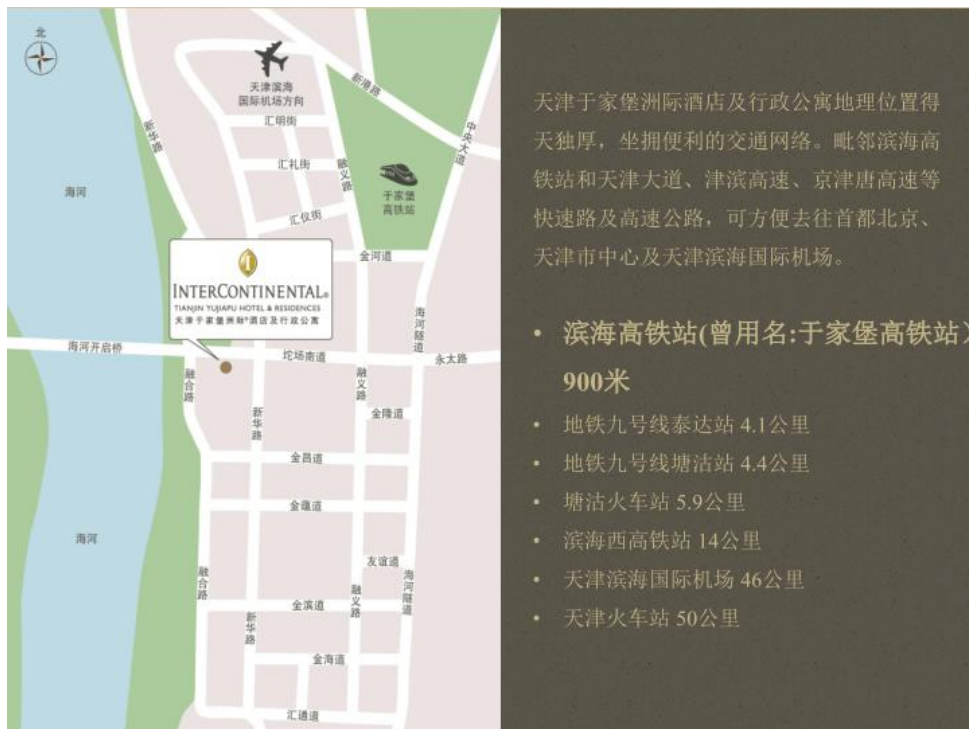 北
天津滨海
国际机场方向
新港路
汇明街
新华路
中央大道
汇礼街
融义路
海河
于家堡
高铁站
汇仪街
金河道
INTERCONTINENTAL®
TIANJIN YUJIAPU HOTEL & RESIDENCES
天津于家堡洲际®酒店及行政公寓
海河隧道
海河开启桥
坨场南道
永太路
融合路
融义路
新华路
金隆道
金昌道
海河
友谊道
融合路
融义路
海河隧道
金滨道
新华路
金海道
汇通道
天津于家堡洲际酒店及行政公寓地理位置得
天独厚，坐拥便利的交通网络。毗邻滨海高
铁站和天津大道、津滨高速、京津唐高速等
快速路及高速公路，可方便去往首都北京、
天津市中心及天津滨海国际机场。
• 滨海高铁站(曾用名:于家堡高铁站）
900米
• 地铁九号线泰达站 4.1公里
• 地铁九号线塘沽站 4.4公里
• 塘沽火车站 5.9公里
• 滨海西高铁站 14公里
• 天津滨海国际机场 46公里
• 天津火车站 50公里